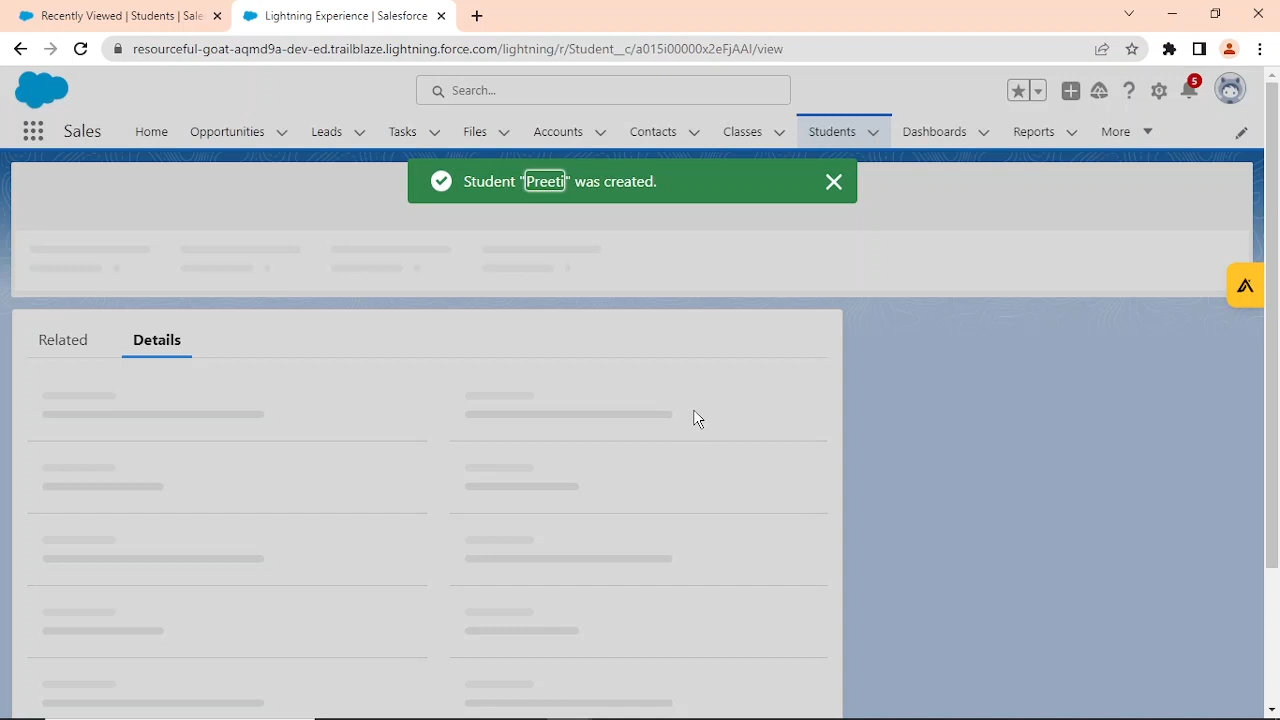 Recently Viewed | Students | Sale
Lightning Experience | Salesforce
resourceful-goat-aqmd9a-dev-ed.trailblaze.lightning.force.com/lightning/r/Student__c/a015i00000x2eFjAAI/view
Search...
5
Sales
Home
Opportunities
Leads
Tasks
Files
Accounts
Contacts
Classes
Students
Dashboards
Reports
More
Student "Preeti" was created.
Related
Details